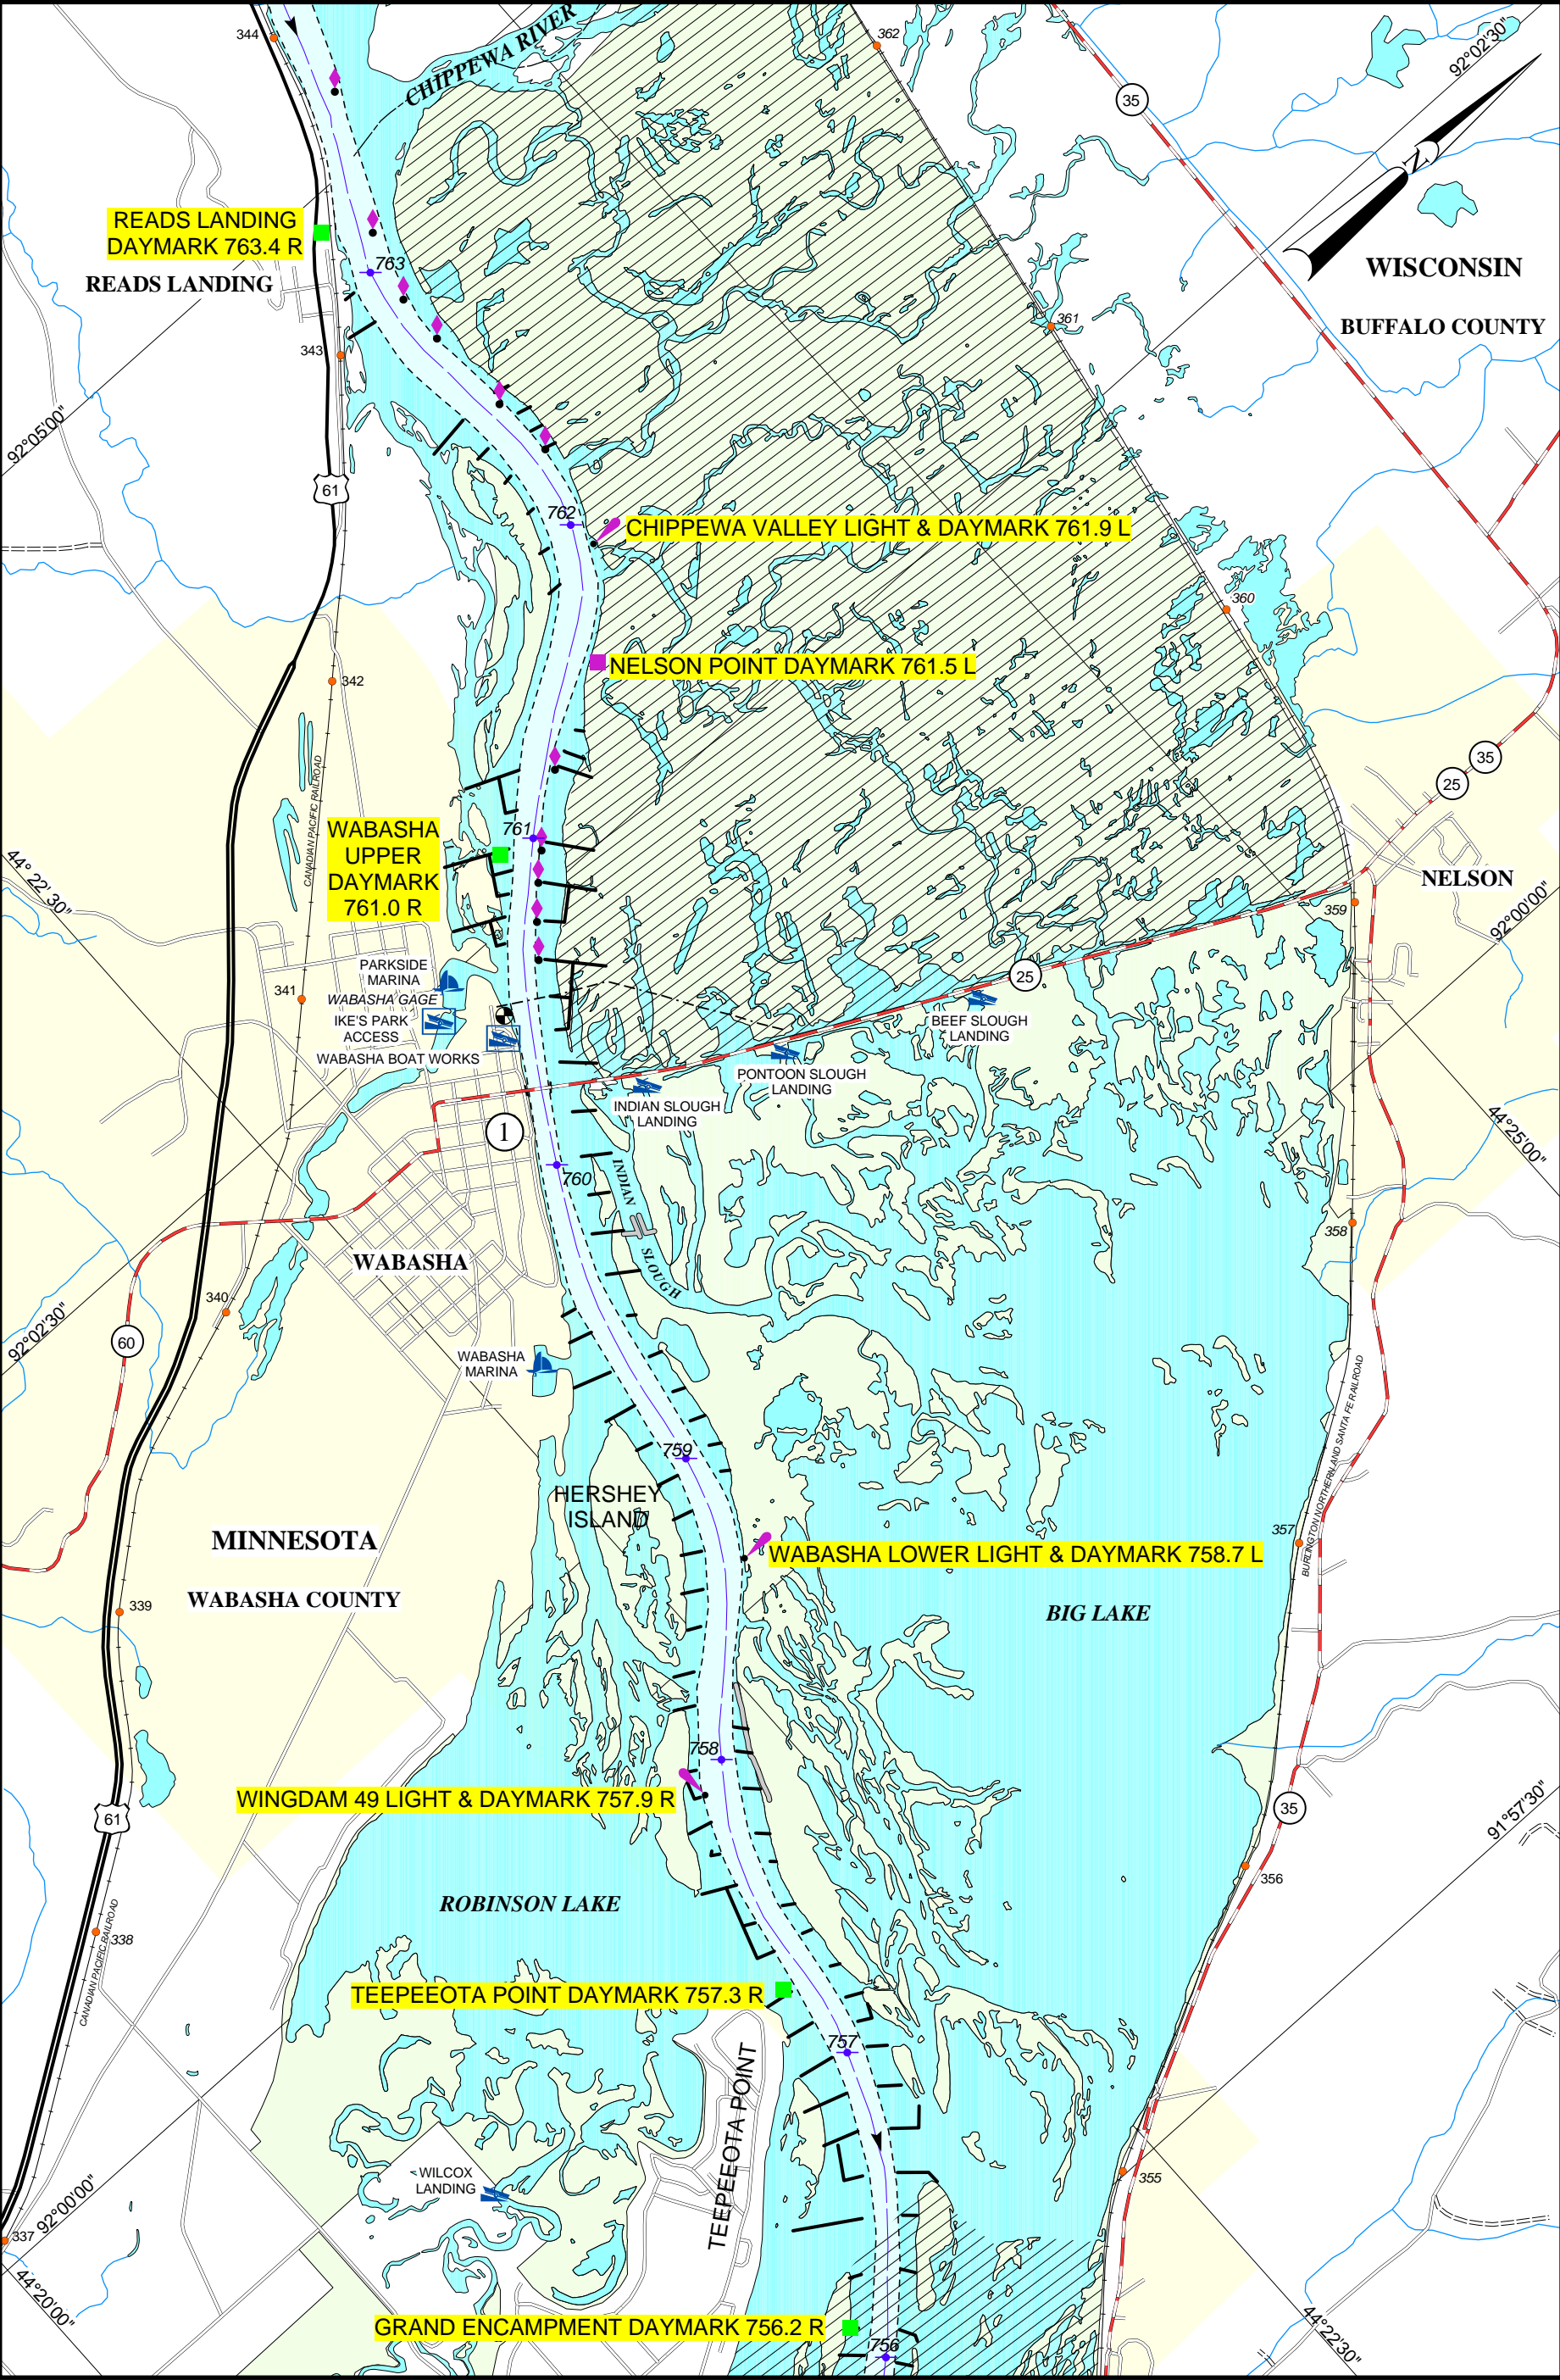 344
CHIPPEWA RIVER
362
35
92°02'30"
N
READS LANDING
DAYMARK 763.4 R
READS LANDING
763
WISCONSIN
BUFFALO COUNTY
361
343
92°05'00"
61
762
CHIPPEWA VALLEY LIGHT & DAYMARK 761.9 L
360
NELSON POINT DAYMARK 761.5 L
342
35
25
CANADIAN PACIFIC RAILROAD
WABASHA
UPPER
DAYMARK
761.0 R
761
44° 22' 30"
NELSON
359
92°00'00"
PARKSIDE
MARINA
341
WABASHA GAGE
IKE'S PARK
ACCESS
WABASHA BOAT WORKS
25
BEEF SLOUGH
LANDING
PONTOON SLOUGH
LANDING
INDIAN SLOUGH
LANDING
1
44°25'00"
760
INDIAN
SLOUGH
358
WABASHA
340
92°02'30"
60
WABASHA
MARINA
BURLINGTON NORTHERN AND SANTA FE RAILROAD
759
HERSHEY
ISLAND
357
MINNESOTA
WABASHA LOWER LIGHT & DAYMARK 758.7 L
WABASHA COUNTY
339
BIG LAKE
758
WINGDAM 49 LIGHT & DAYMARK 757.9 R
61
35
91°57'30"
356
ROBINSON LAKE
338
CANADIAN PACIFIC RAILROAD
TEEPEEOTA POINT DAYMARK 757.3 R
757
TEEPEEOTA POINT
WILCOX
LANDING
355
92°00'00"
337
44°20'00"
GRAND ENCAMPMENT DAYMARK 756.2 R
756
44°22'30"